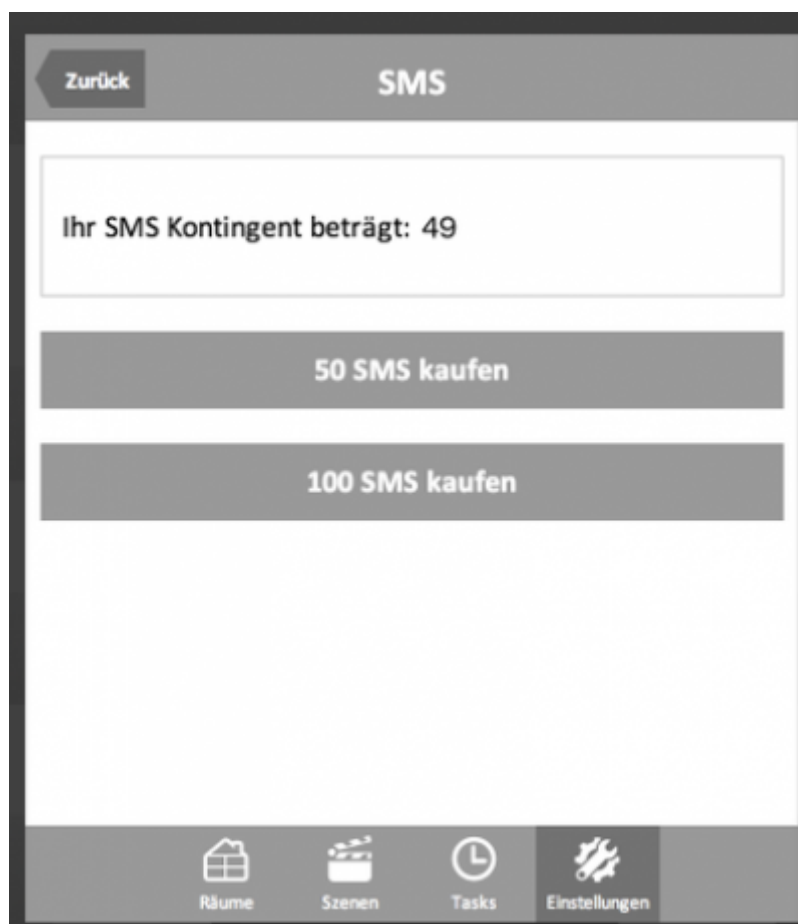 Zurück
SMS
Ihr SMS Kontingent beträgt: 49
50 SMS kaufen
100 SMS kaufen
Räume Szenen Tasks Einstellungen